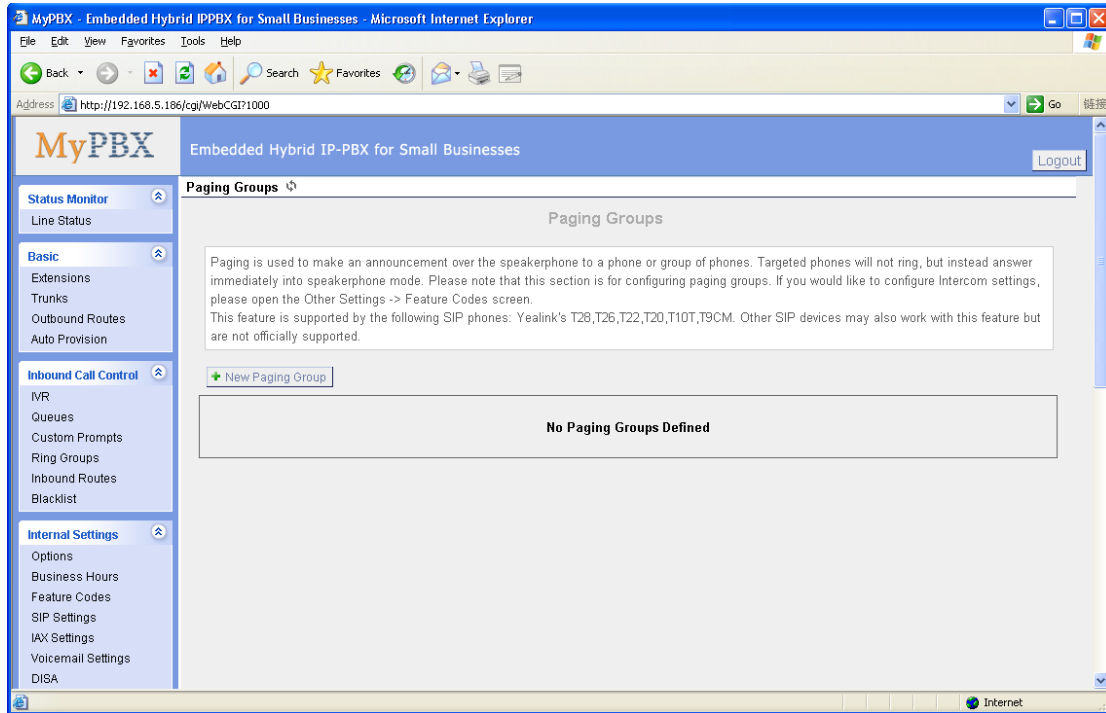 MyPBX - Embedded Hybrid IPPBX for Small Businesses - Microsoft Internet Explorer
File Edit View Favorites Tools Help
Back Search Favorites
Address http://192.168.5.186/cgi/WebCGI?1000 Go 链接
MyPBX
Embedded Hybrid IP-PBX for Small Businesses
Logout
Status Monitor
Line Status
Basic
Extensions
Trunks
Outbound Routes
Auto Provision
Inbound Call Control
IVR
Queues
Custom Prompts
Ring Groups
Inbound Routes
Blacklist
Internal Settings
Options
Business Hours
Feature Codes
SIP Settings
IAX Settings
Voicemail Settings
DISA
Paging Groups
Paging Groups
Paging is used to make an announcement over the speakerphone to a phone or group of phones. Targeted phones will not ring, but instead answer
immediately into speakerphone mode. Please note that this section is for configuring paging groups. If you would like to configure Intercom settings,
please open the Other Settings -> Feature Codes screen.
This feature is supported by the following SIP phones: Yealink's T28,T26,T22,T20,T10T,T9CM. Other SIP devices may also work with this feature but
are not officially supported.
New Paging Group
No Paging Groups Defined
Internet